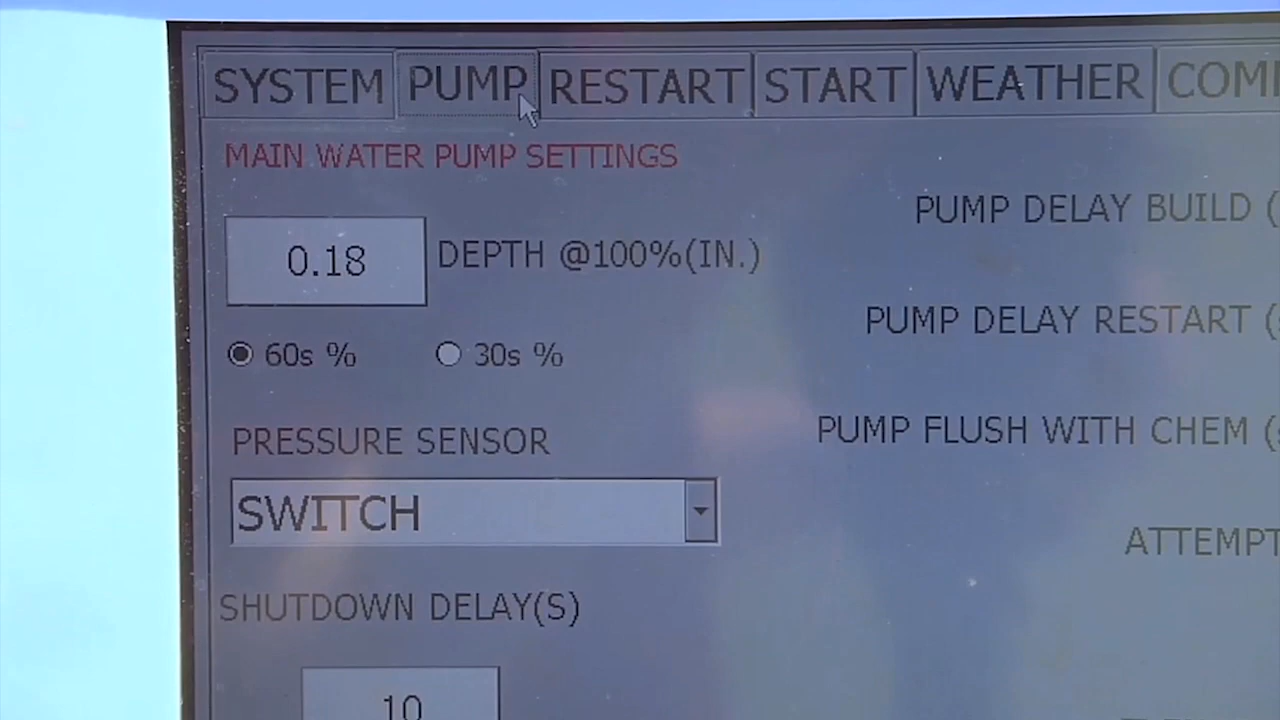 SYSTEM PUMP RESTART START WEATHER
MAIN WATER PUMP SETTINGS
PUMP DELAY BUILD (
0.18 DEPTH @100%(IN.)
PUMP DELAY RESTART (
60s % 30s %
PUMP FLUSH WITH CHEM (
PRESSURE SENSOR
SWITCH
ATTEMPT
SHUTDOWN DELAY(S)
10